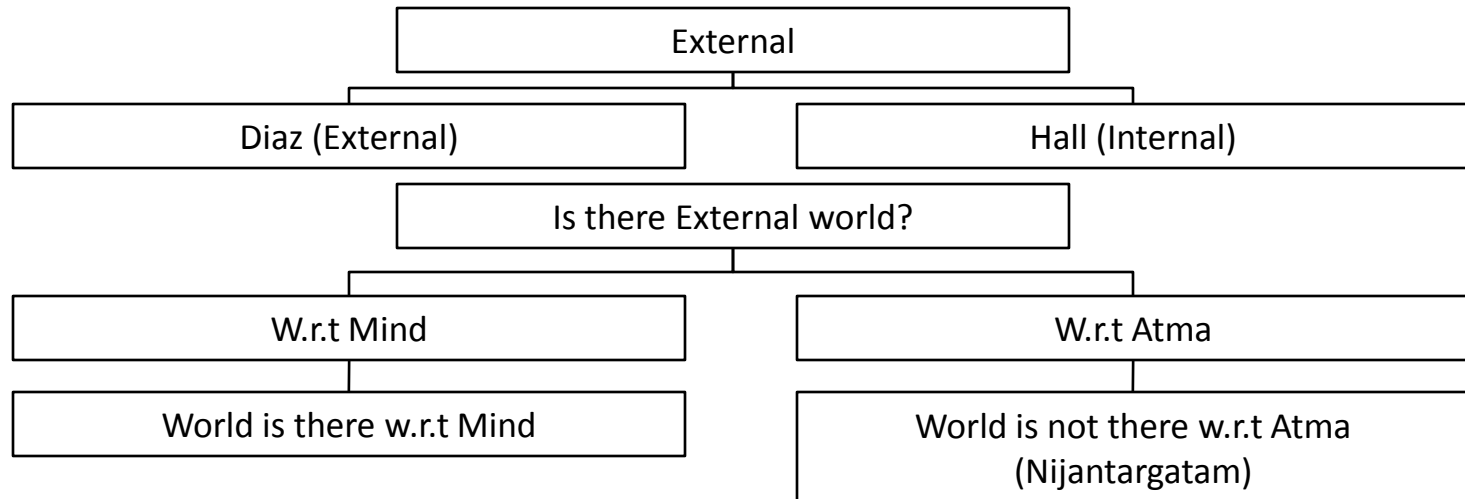 External
Diaz (External)
Hall (Internal)
Is there External world?
W.r.t Mind
W.r.t Atma
World is there w.r.t Mind
World is not there w.r.t Atma
(Nijantargatam)